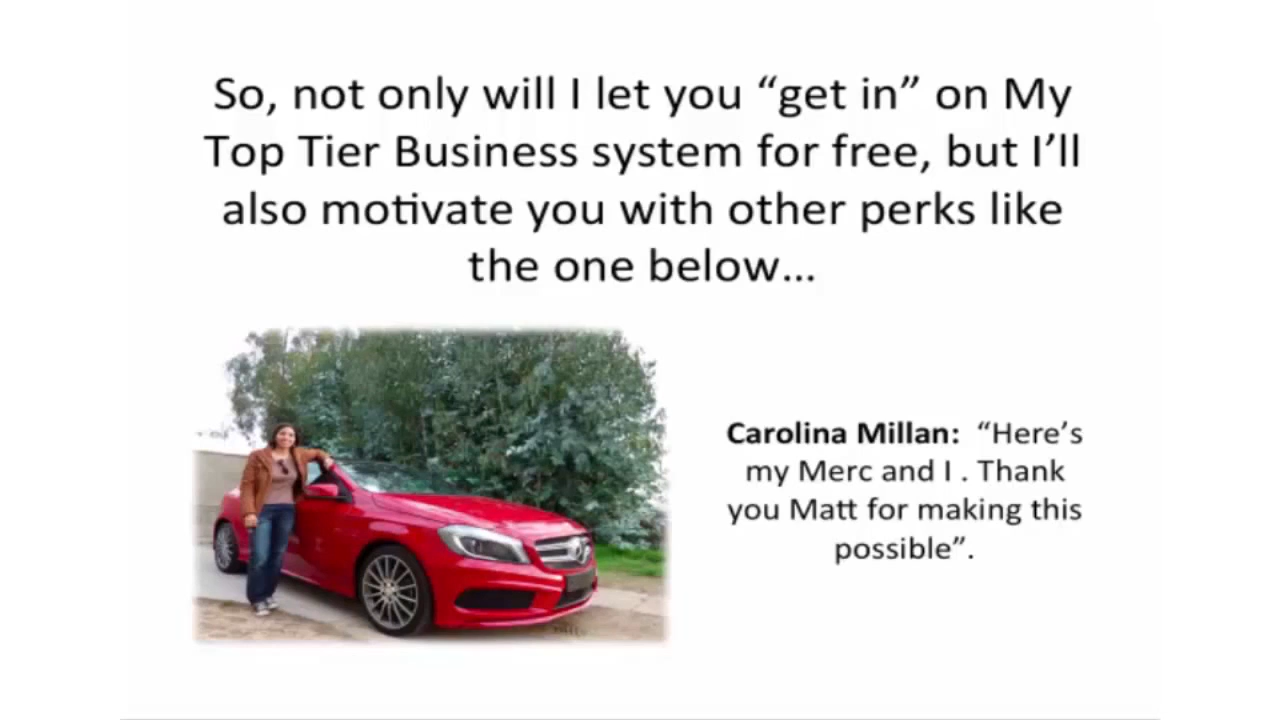 So, not only will I let you “get in” on My
Top Tier Business system for free, but I’ll
also motivate you with other perks like
the one below…
Carolina Millan:  “Here’s
my Merc and I . Thank
you Matt for making this
possible”.